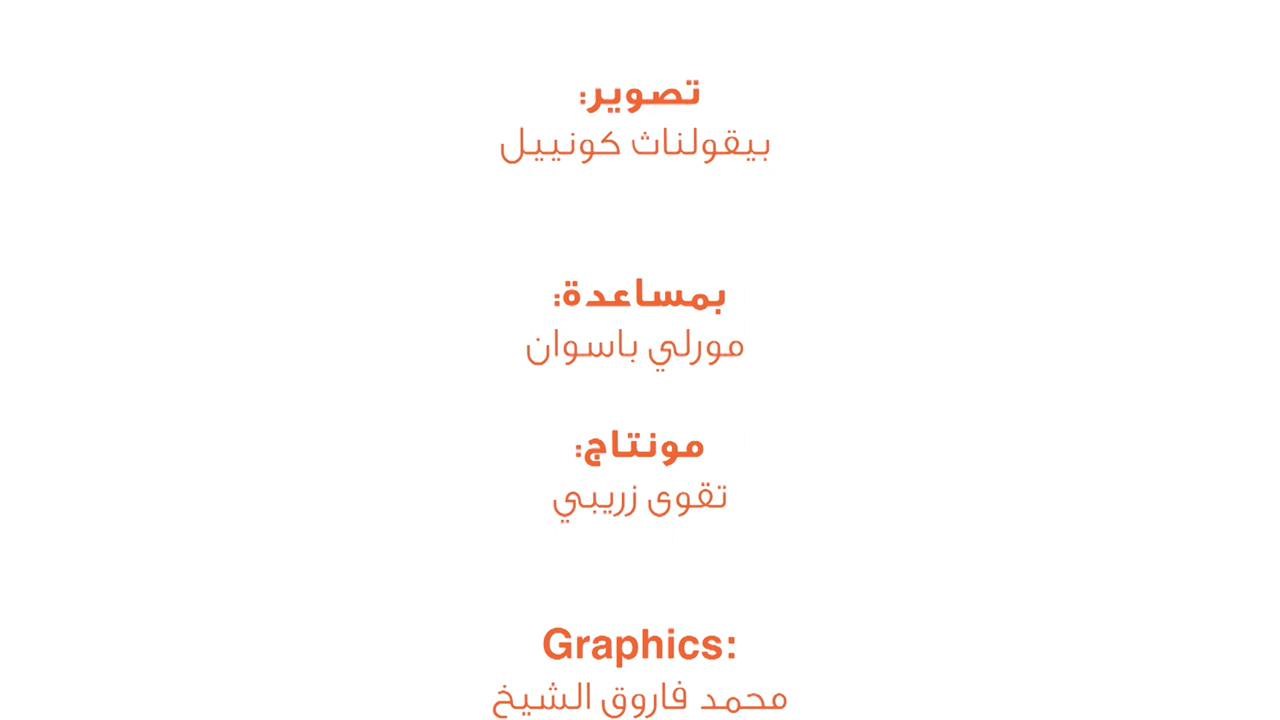 تصوير:
بيقولناث كونييل
بمساعدة:
مورلي باسوان
مونتاج:
تقوى زريبي
Graphics:
محمد فاروق الشيخ